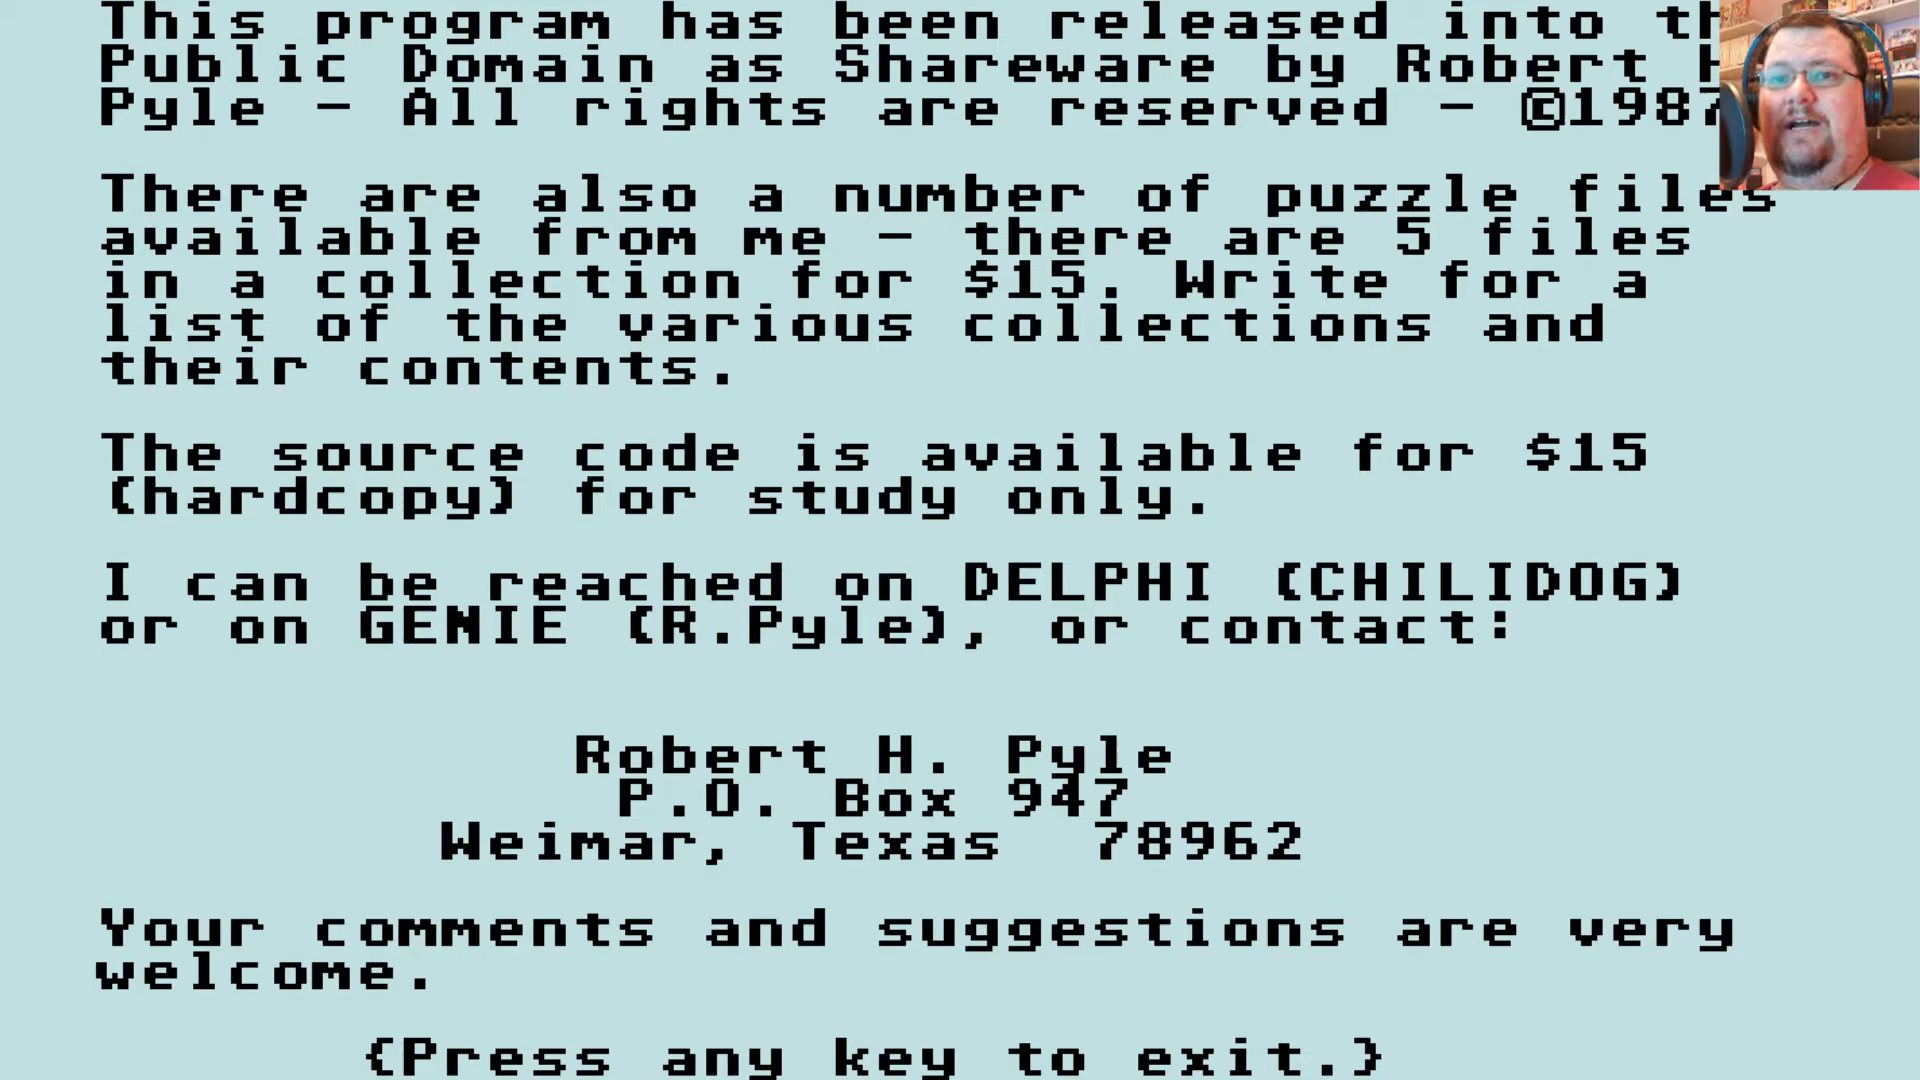 This program has been released into th
Public Domain as Shareware by Robert H
Pyle - All rights are reserved - ©1987
There are also a number of puzzle files
available from me - there are 5 files
in a collection for $15. Write for a
list of the various collections and
their contents.
The source code is available for $15
(hardcopy) for study only.
I can be reached on DELPHI (CHILIDOG)
or on GENIE (R.Pyle), or contact:
Robert H. Pyle
P.O. Box 947
Weimar, Texas 78962
Your comments and suggestions are very
welcome.
{Press any key to exit.}